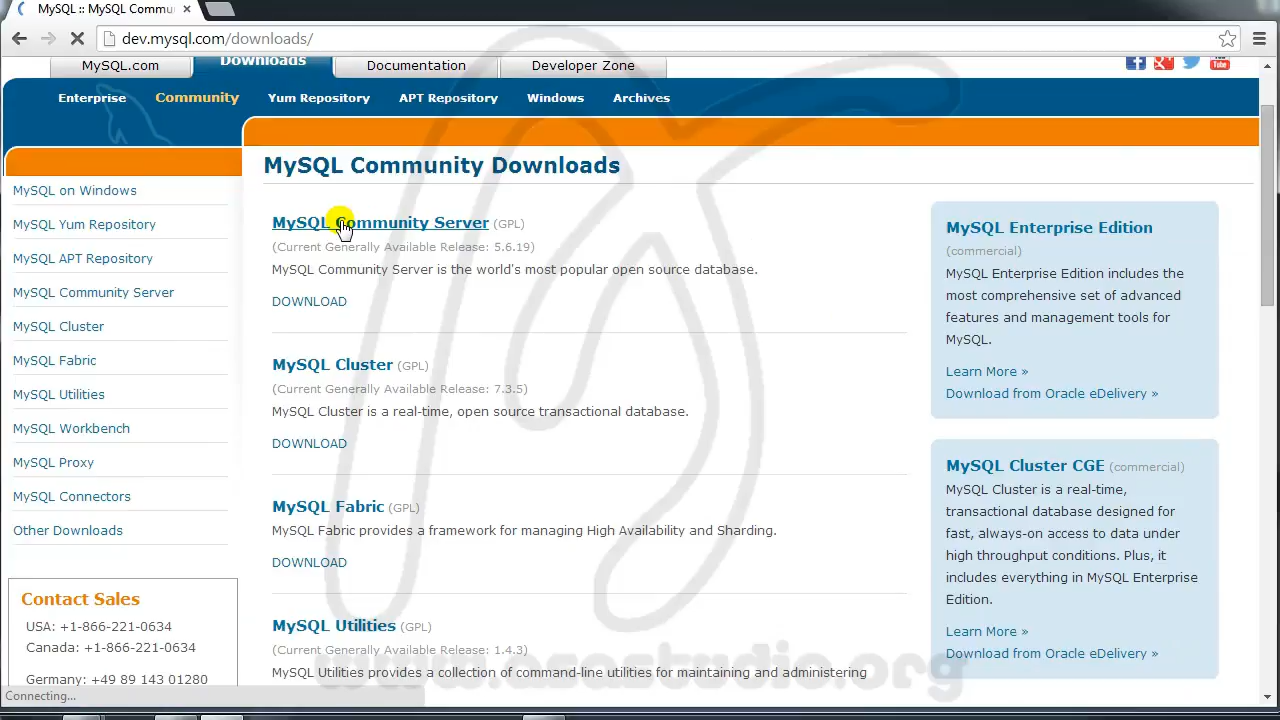 MySQL :: MySQL Commu
dev.mysql.com/downloads/
MySQL.com
Downloads
Documentation
Developer Zone
Enterprise
Community
Yum Repository
APT Repository
Windows
Archives
MySQL on Windows
MySQL Yum Repository
MySQL APT Repository
MySQL Community Server
MySQL Cluster
MySQL Fabric
MySQL Utilities
MySQL Workbench
MySQL Proxy
MySQL Connectors
Other Downloads
Contact Sales
USA: +1-866-221-0634
Canada: +1-866-221-0634
Germany: +49 89 143 01280
MySQL Community Downloads
MySQL Community Server (GPL)
(Current Generally Available Release: 5.6.19)
MySQL Community Server is the world's most popular open source database.
DOWNLOAD
MySQL Cluster (GPL)
(Current Generally Available Release: 7.3.5)
MySQL Cluster is a real-time, open source transactional database.
DOWNLOAD
MySQL Fabric (GPL)
MySQL Fabric provides a framework for managing High Availability and Sharding.
DOWNLOAD
MySQL Utilities (GPL)
(Current Generally Available Release: 1.4.3)
MySQL Utilities provides a collection of command-line utilities for maintaining and administering
MySQL Enterprise Edition
(commercial)
MySQL Enterprise Edition includes the
most comprehensive set of advanced
features and management tools for
MySQL.
Learn More »
Download from Oracle eDelivery »
MySQL Cluster CGE (commercial)
MySQL Cluster is a real-time,
transactional database designed for
fast, always-on access to data under
high throughput conditions. Plus, it
includes everything in MySQL Enterprise
Edition.
Learn More »
Download from Oracle eDelivery »
www.asastudio.org
Connecting...
You
Tube